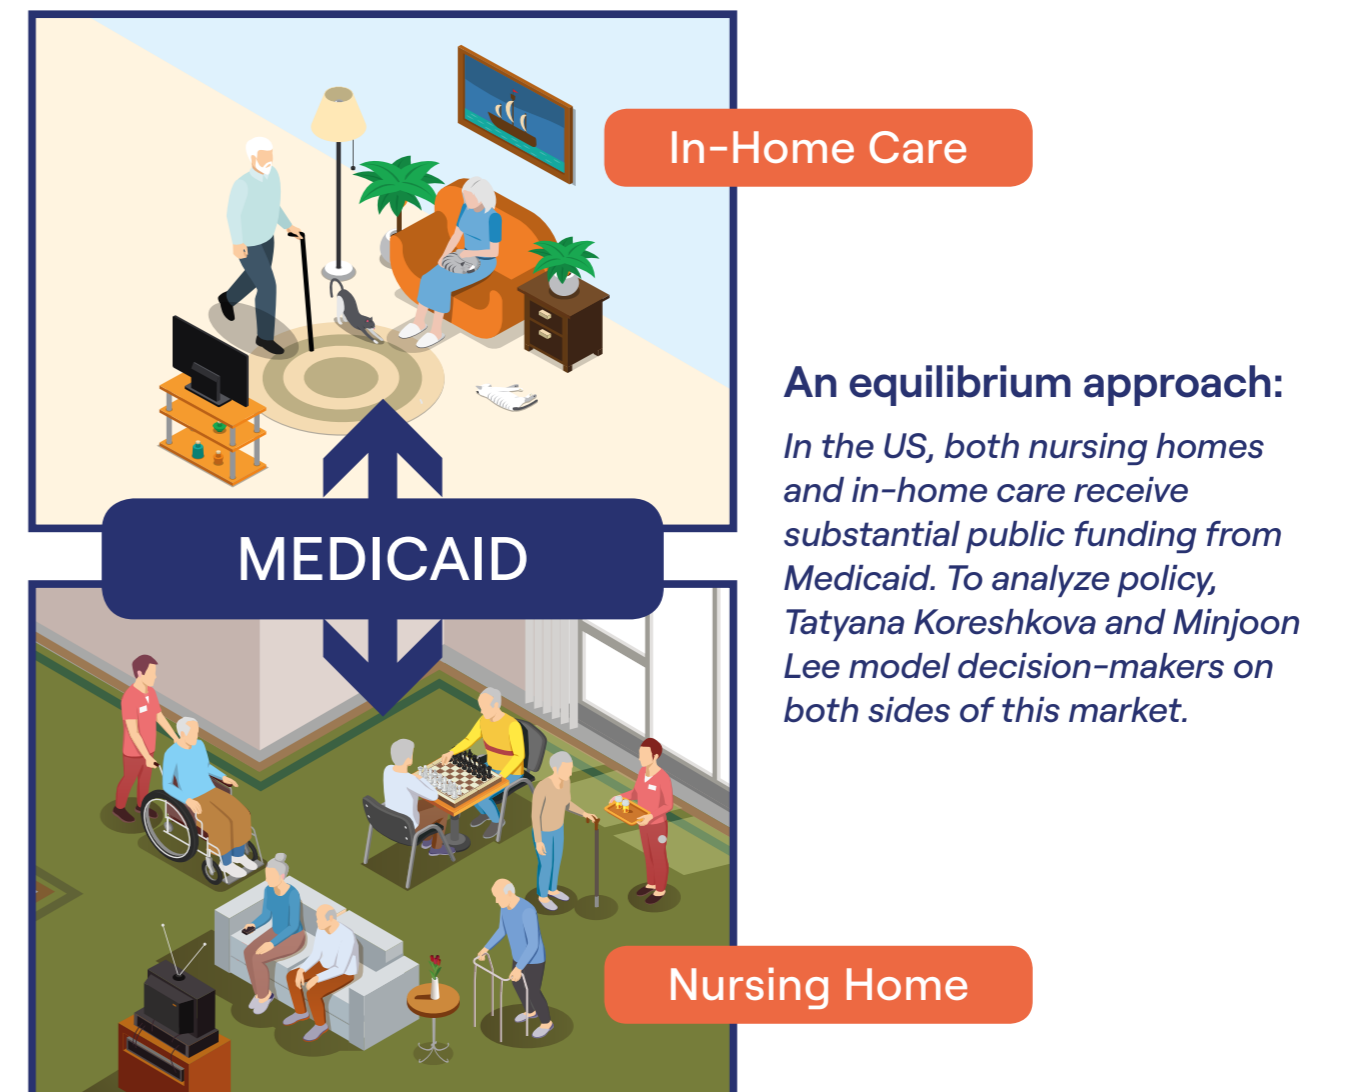 In-Home Care
MEDICAID
Nursing Home
An equilibrium approach:
In the US, both nursing homes
and in-home care receive
substantial public funding from
Medicaid. To analyze policy,
Tatyana Koreshkova and Minjoon
Lee model decision-makers on
both sides of this market.